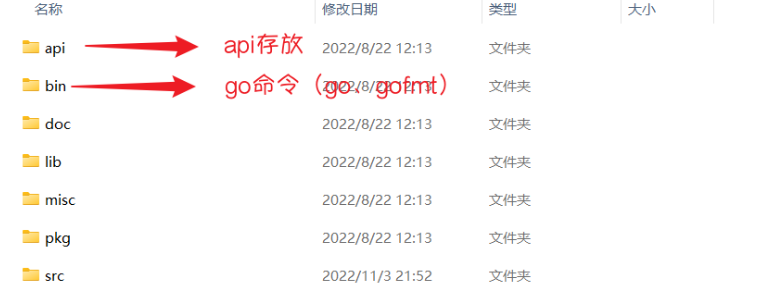 名称 修改日期 类型 大小
api api存放 2022/8/22 12:13 文件夹
bin go命令（go、gofmt） 2022/8/22 12:13 文件夹
doc 2022/8/22 12:13 文件夹
lib 2022/8/22 12:13 文件夹
misc 2022/8/22 12:13 文件夹
pkg 2022/8/22 12:13 文件夹
src 2022/11/3 21:52 文件夹